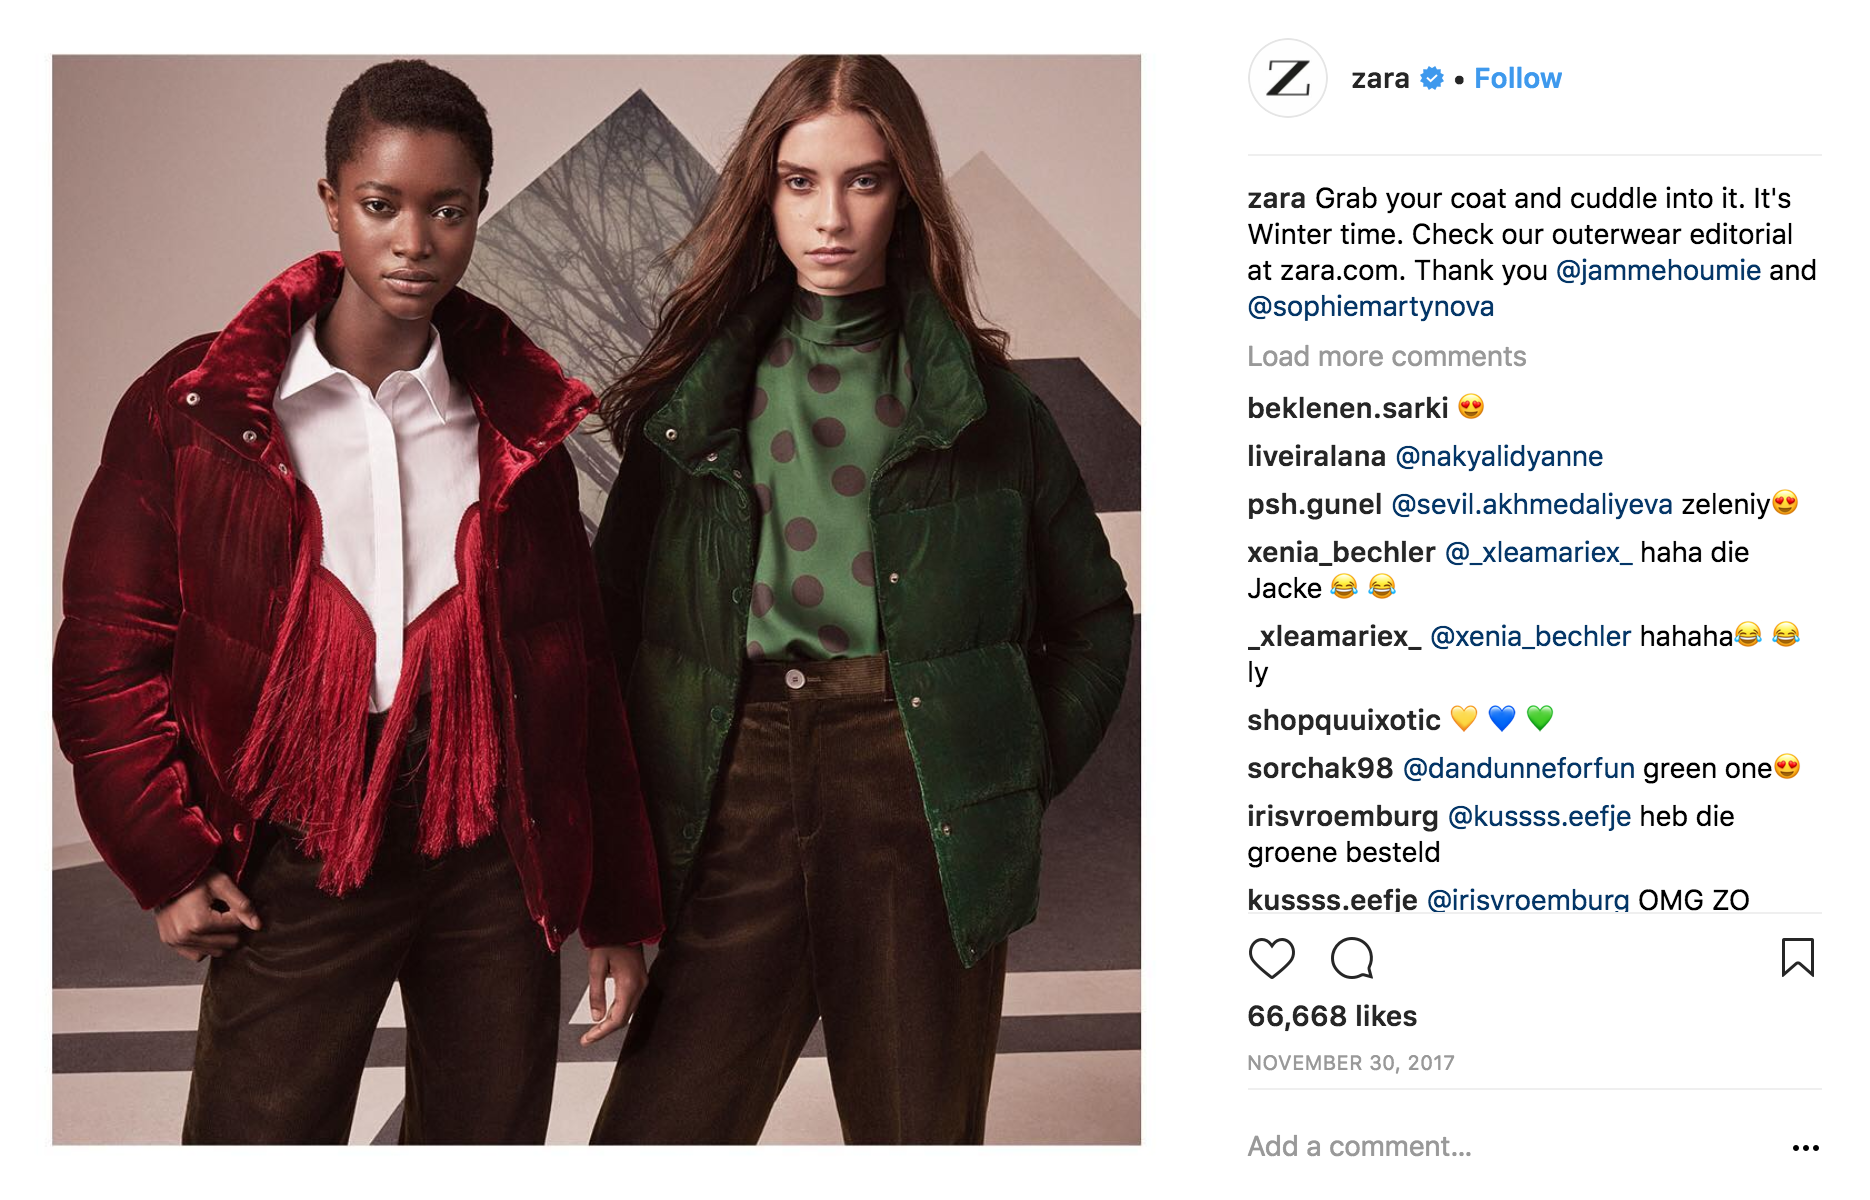 Z
zara • Follow
zara Grab your coat and cuddle into it. It's
Winter time. Check our outerwear editorial
at zara.com. Thank you @jammehoumie and
@sophiemartynova
Load more comments
beklenen.sarki 😍
liveiralana @nakyalidyanne
psh.gunel @sevil.akhmedaliyeva zeleniy😍
xenia_bechler @_xleamariex_ haha die
Jacke 😂 😂
_xleamariex_ @xenia_bechler hahaha😂 😂
ly
shopquuixotic 💛 💙 💚
sorchak98 @dandunneforfun green one😍
irisvroemburg @kussss.eefje heb die
groene besteld
kussss.eefje @irisvroemburg OMG ZO
66,668 likes
NOVEMBER 30, 2017
Add a comment...